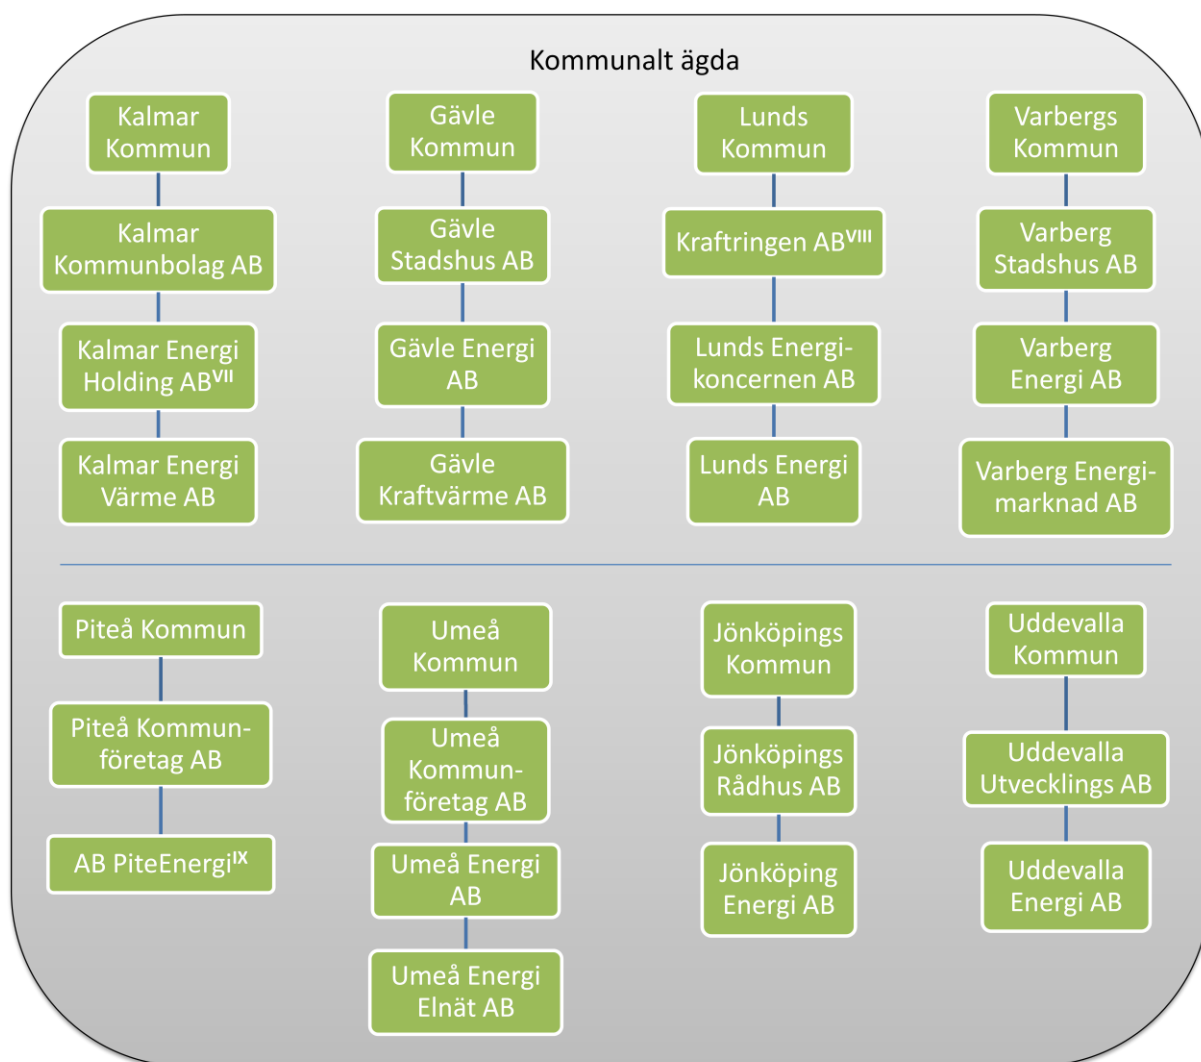 Kommunalt ägda
Kalmar
Kommun
Kalmar
Kommunbolag AB
Kalmar Energi
Holding ABVII
Kalmar Energi
Värme AB
Gävle
Kommun
Gävle
Stadshus AB
Gävle Energi
AB
Gävle
Kraftvärme AB
Lunds
Kommun
Kraftringen ABVIII
Lunds Energi-
koncernen AB
Lunds Energi
AB
Varbergs
Kommun
Varberg
Stadshus AB
Varberg
Energi AB
Varberg Energi-
marknad AB
Piteå Kommun
Piteå Kommun-
företag AB
AB PiteEnergiIX
Umeå
Kommun
Umeå
Kommun-
företag AB
Umeå Energi
AB
Umeå Energi
Elnät AB
Jönköpings
Kommun
Jönköpings
Rådhus AB
Jönköping
Energi AB
Uddevalla
Kommun
Uddevalla
Utvecklings AB
Uddevalla
Energi AB